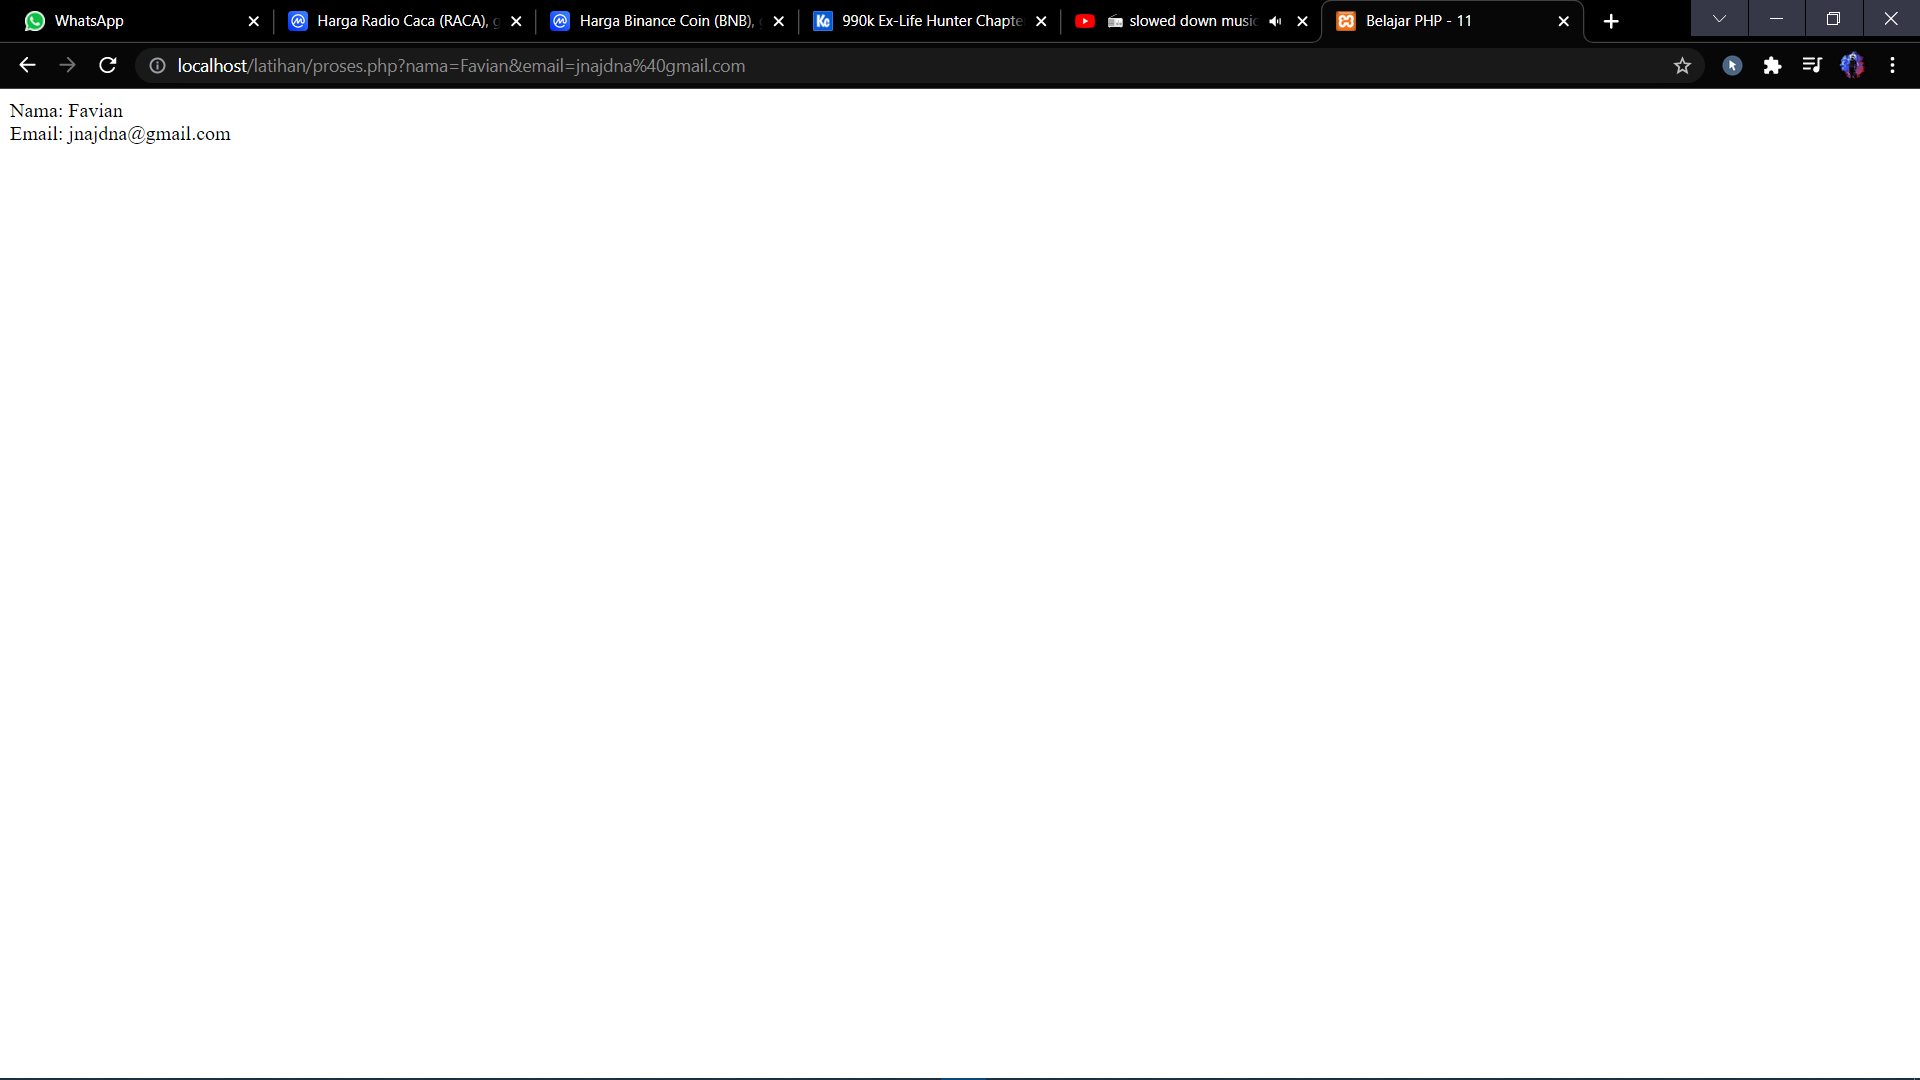 WhatsApp
Harga Radio Caca (RACA),
Harga Binance Coin (BNB),
Kc 990k Ex-Life Hunter Chapte
slowed down music
Belajar PHP - 11
localhost/latihan/proses.php?nama=Favian&email=jnajdna%40gmail.com
Nama: Favian
Email: jnajdna@gmail.com